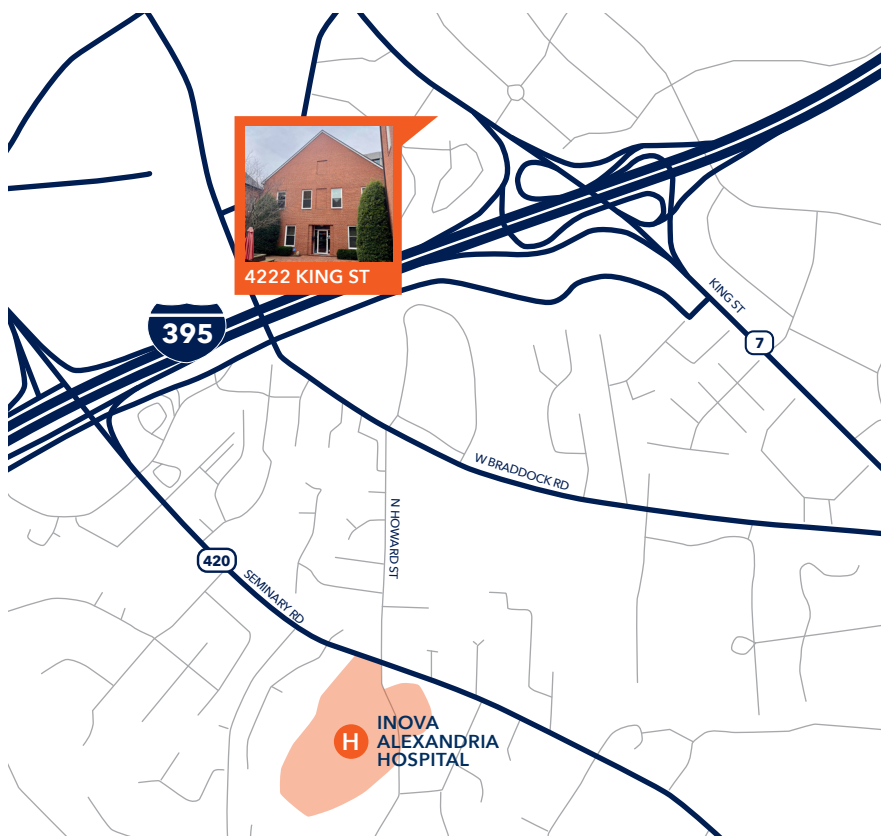 4222 KING ST
395
KING ST
7
W BRADDOCK RD
N HOWARD ST
420
SEMINARY RD
H
INOVA
ALEXANDRIA
HOSPITAL